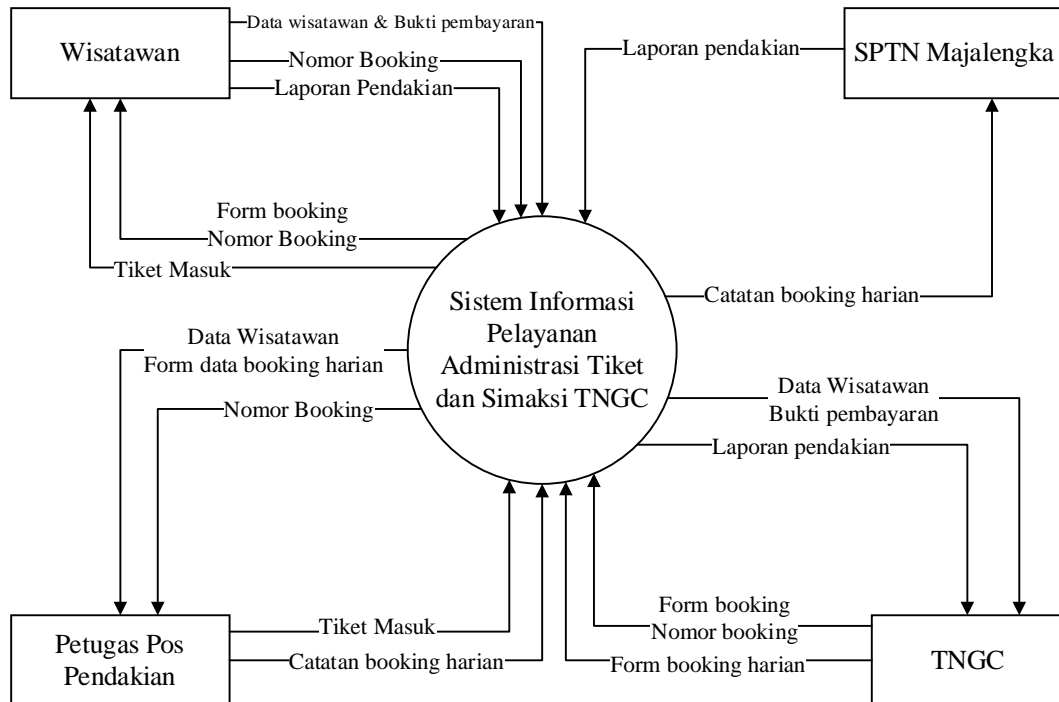 Wisatawan
Data wisatawan & Bukti pembayaran
Nomor Booking
Laporan Pendakian
Laporan pendakian
SPTN Majalengka
Form booking
Nomor Booking
Tiket Masuk
Sistem Informasi
Pelayanan
Administrasi Tiket
dan Simaksi TNGC
Catatan booking harian
Data Wisatawan
Form data booking harian
Nomor Booking
Data Wisatawan
Bukti pembayaran
Laporan pendakian
Petugas Pos
Pendakian
Tiket Masuk
Catatan booking harian
Form booking
Nomor booking
Form booking harian
TNGC